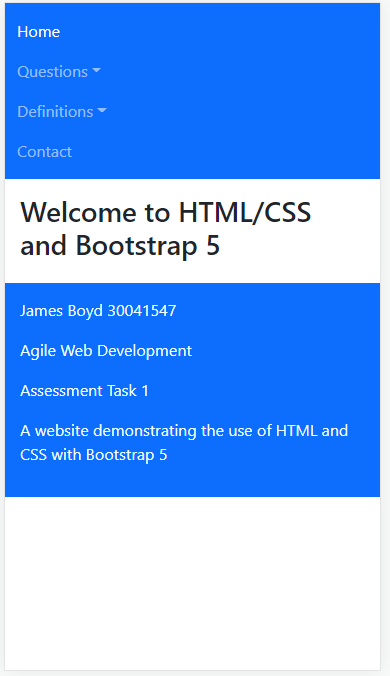 Home
Questions
Definitions
Contact
Welcome to HTML/CSS
and Bootstrap 5
James Boyd 30041547
Agile Web Development
Assessment Task 1
A website demonstrating the use of HTML and
CSS with Bootstrap 5